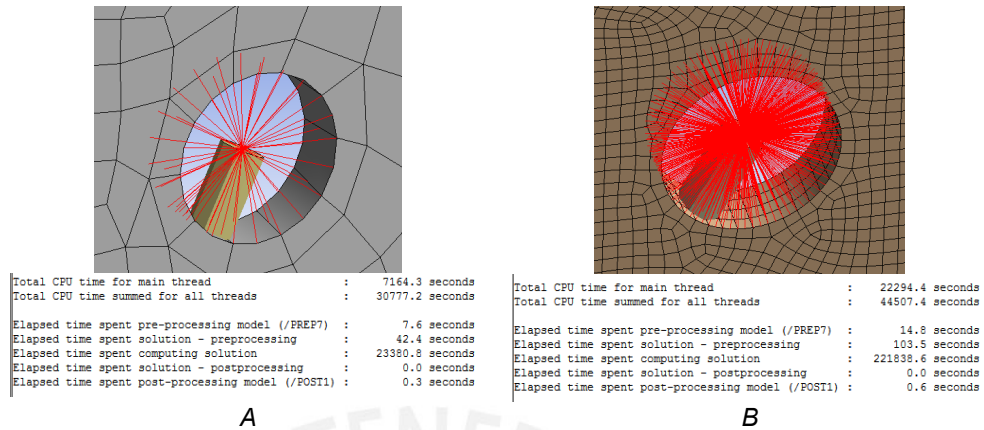 Total CPU time for main thread : 7164.3 seconds
Total CPU time summed for all threads : 30777.2 seconds
Elapsed time spent pre-processing model (/PREP7) : 7.6 seconds
Elapsed time spent solution - preprocessing : 42.4 seconds
Elapsed time spent computing solution : 23380.8 seconds
Elapsed time spent solution - postprocessing : 0.0 seconds
Elapsed time spent post-processing model (/POST1) : 0.3 seconds
A
Total CPU time for main thread : 22294.4 seconds
Total CPU time summed for all threads : 44507.4 seconds
Elapsed time spent pre-processing model (/PREP7) : 14.8 seconds
Elapsed time spent solution - preprocessing : 103.5 seconds
Elapsed time spent computing solution : 221838.6 seconds
Elapsed time spent solution - postprocessing : 0.0 seconds
Elapsed time spent post-processing model (/POST1) : 0.6 seconds
B